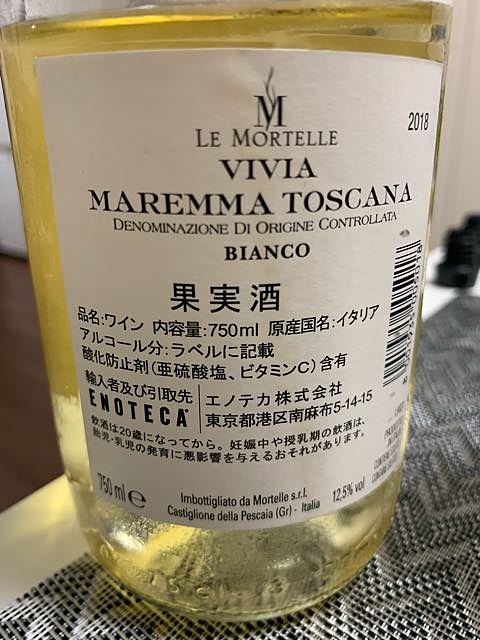 M
2018
LE MORTELLE
VIVIA
MAREMMA TOSCANA
DENOMINAZIONE DI ORIGINE CONTROLLATA
BIANCO
果実酒
品名:ワイン 内容量:750ml 原産国名:イタリア
アルコール分:ラベルに記載
酸化防止剤(亜硫酸塩、ビタミンC)含有
輸入者及び引取先
ENOTECA
エノテカ株式会社
東京都港区南麻布5-14-15
飲酒は20歳になってから。妊娠中や授乳期の飲酒は、
胎児・乳児の発育に悪影響を与えるおそれがあります。
750 ml e
Imbottigliato da Mortelle s.r.l.
Castiglione della Pescaia (Gr) - Italia
12,5% vol